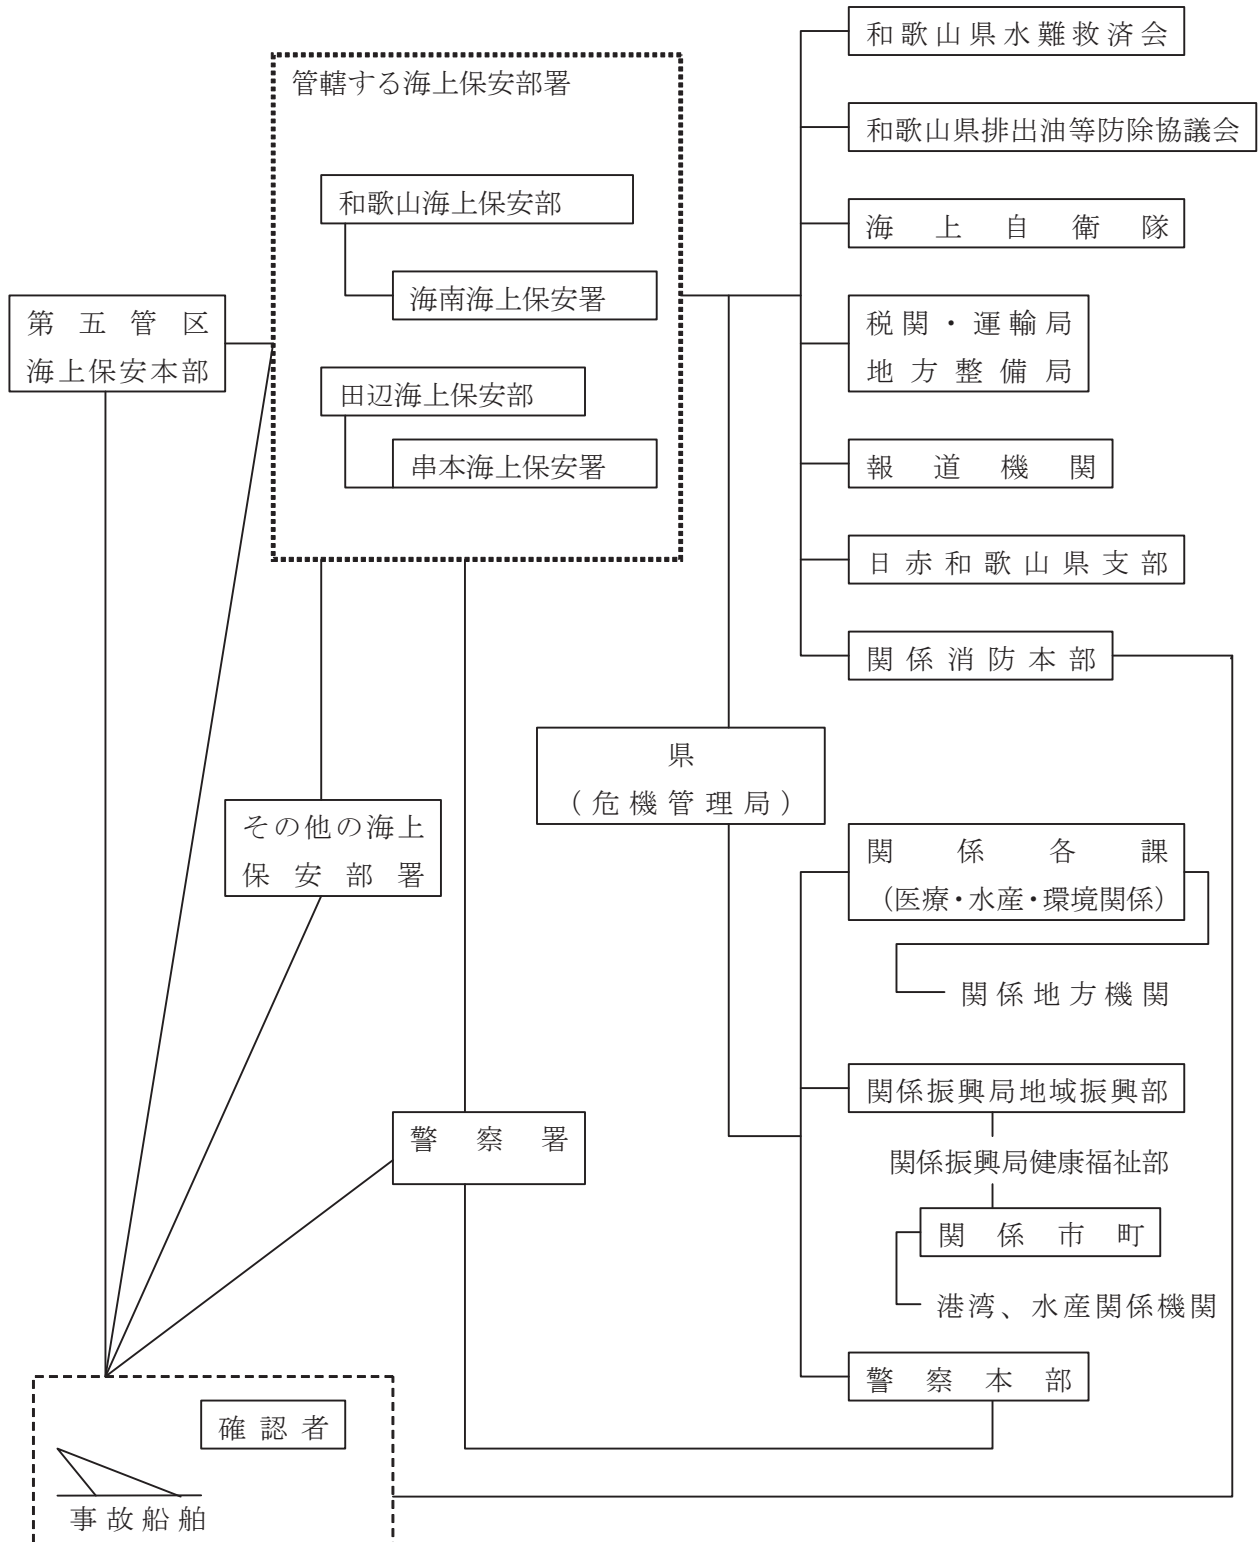 和歌山県水難救済会
管轄する海上保安部署
和歌山県排出油等防除協議会
和歌山海上保安部
海上自衛隊
海南海上保安署
第五管区
海上保安本部
税関・運輸局
地方整備局
田辺海上保安部
串本海上保安署
報道機関
日赤和歌山県支部
関係消防本部
県
（危機管理局）
その他の海上
保安部署
関係各課
（医療・水産・環境関係）
関係地方機関
関係振興局地域振興部
警察署
関係振興局健康福祉部
関係市町
港湾、水産関係機関
警察本部
確認者
事故船舶